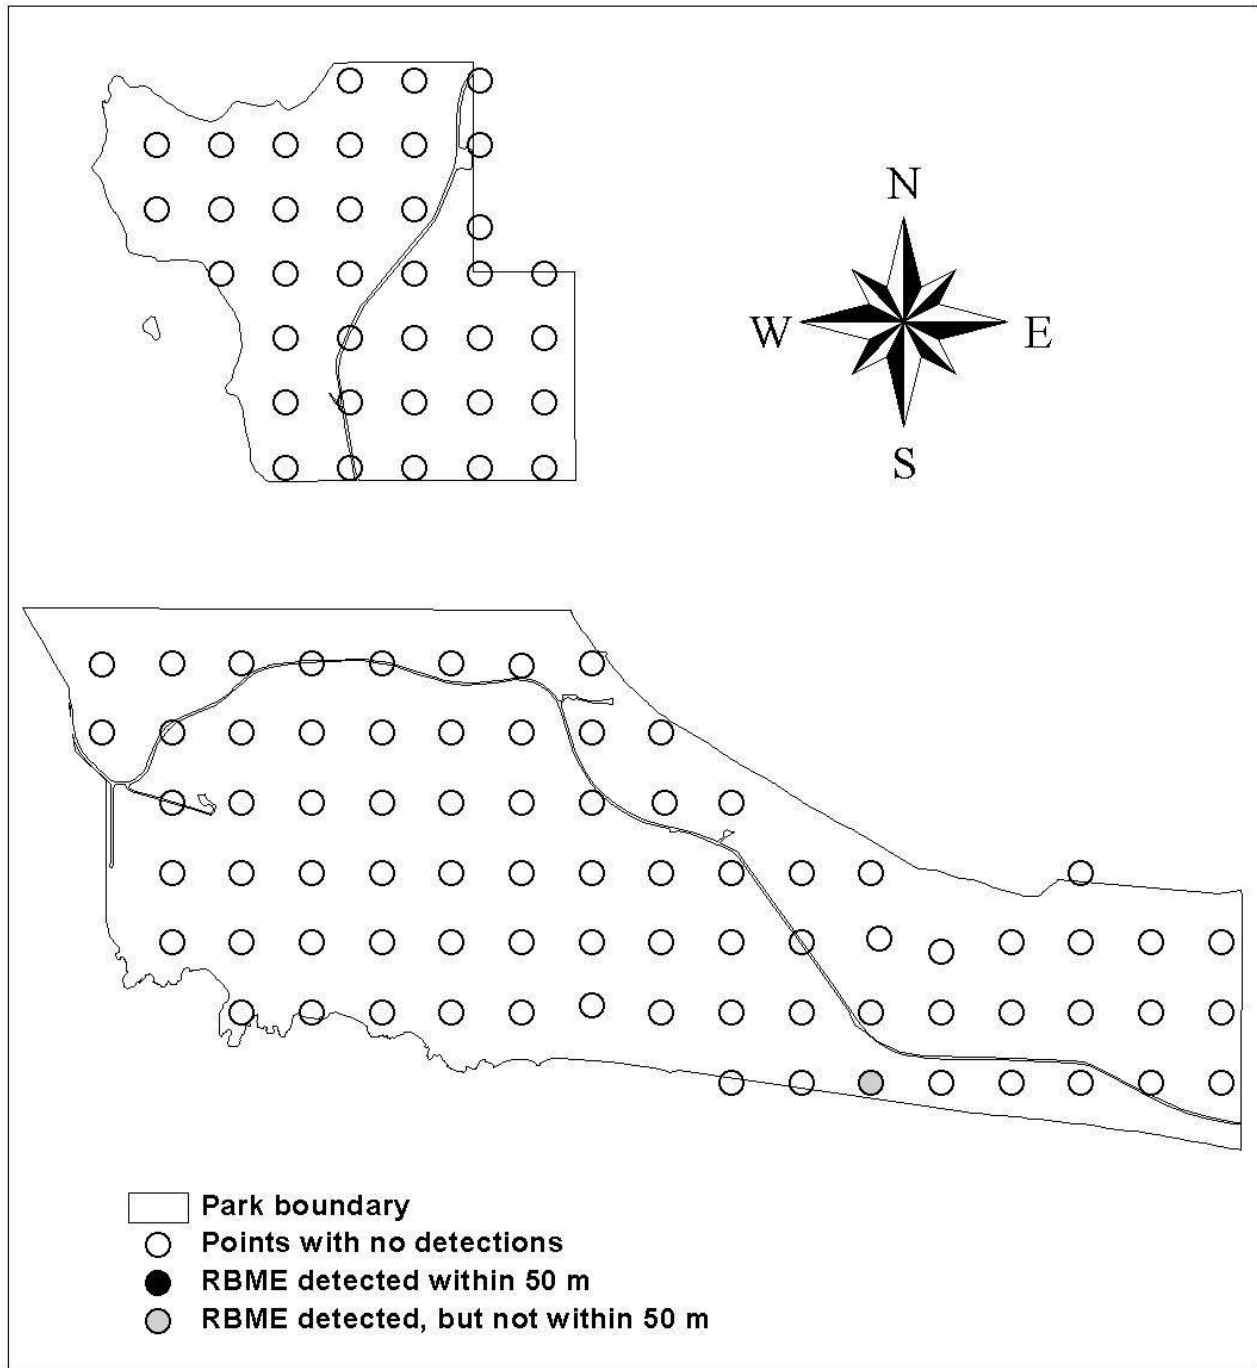 N
W
E
S
Park boundary
Points with no detections
RBME detected within 50 m
RBME detected, but not within 50 m